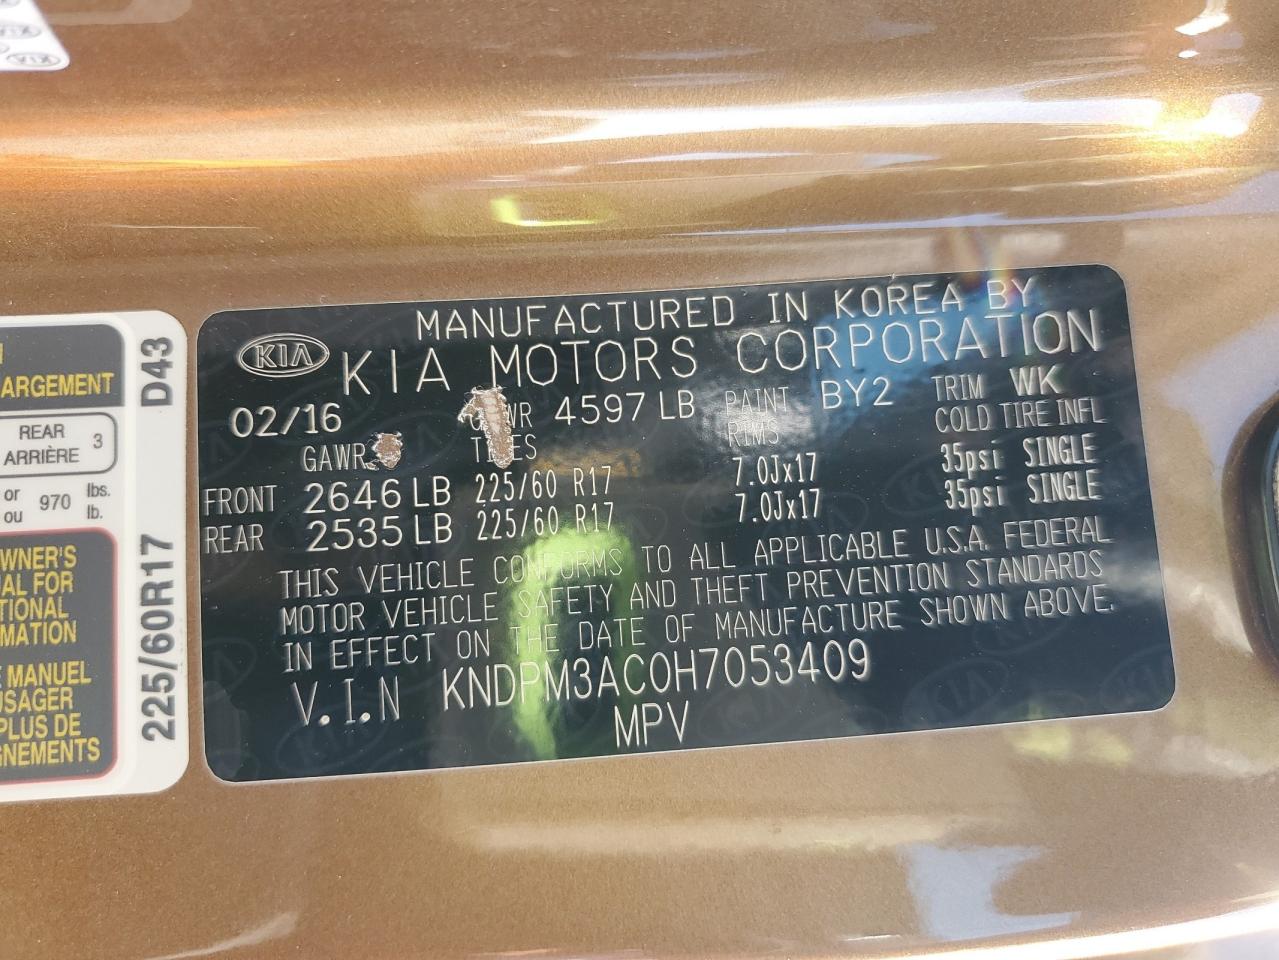 KIA
ARGEMENT
REAR
ARRIÈRE 3
or 970 lbs.
ou lb.
OWNER'S
AL FOR
TIONAL
MATION
MANUEL
USAGER
PLUS DE
GNEMENTS
D43
225/60R17
KIA
MANUFACTURED IN KOREA BY
KIA MOTORS CORPORATION
02/16 4597 LB PAINT BY2 TRIM WK
GAWR RIMS COLD TIRE INFL
FRONT 2646 LB 225/60 R17 7.0Jx17 35psi SINGLE
REAR 2535 LB 225/60 R17 7.0Jx17 35psi SINGLE
THIS VEHICLE CONFORMS TO ALL APPLICABLE U.S.A. FEDERAL
MOTOR VEHICLE SAFETY AND THEFT PREVENTION STANDARDS
IN EFFECT ON THE DATE OF MANUFACTURE SHOWN ABOVE.
V.I.N KNDPM3AC0H7053409
MPV